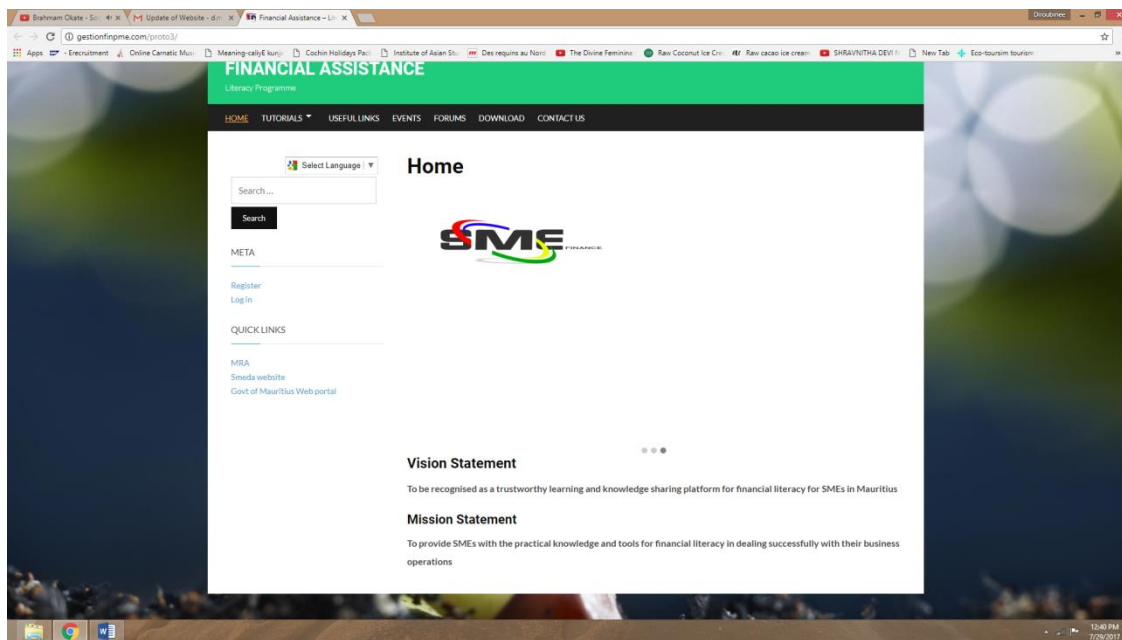 Brahmam Okate - So
M Update of Website - d.n
Financial Assistance – Lit
Diroubinee
gestionfinpme.com/proto3/
Apps
- Erecruitment
Online Carnatic Musi
Meaning-caliyE kunj
Cochin Holidays Pac
Institute of Asian Stu
Des requins au Nord
The Divine Feminine
Raw Coconut Ice Cre
Raw cacao ice cream
SHRAVNITHA DEVI
New Tab
Eco-toursim tourism
FINANCIAL ASSISTANCE
Literacy Programme
HOME TUTORIALS USEFUL LINKS EVENTS FORUMS DOWNLOAD CONTACT US
Select Language
Search ...
Search
META
Register
Log in
QUICK LINKS
MRA
Smeda website
Govt of Mauritius Web portal
Home
SME FINANCE
Vision Statement
To be recognised as a trustworthy learning and knowledge sharing platform for financial literacy for SMEs in Mauritius
Mission Statement
To provide SMEs with the practical knowledge and tools for financial literacy in dealing successfully with their business
operations
12:40 PM
7/29/2017